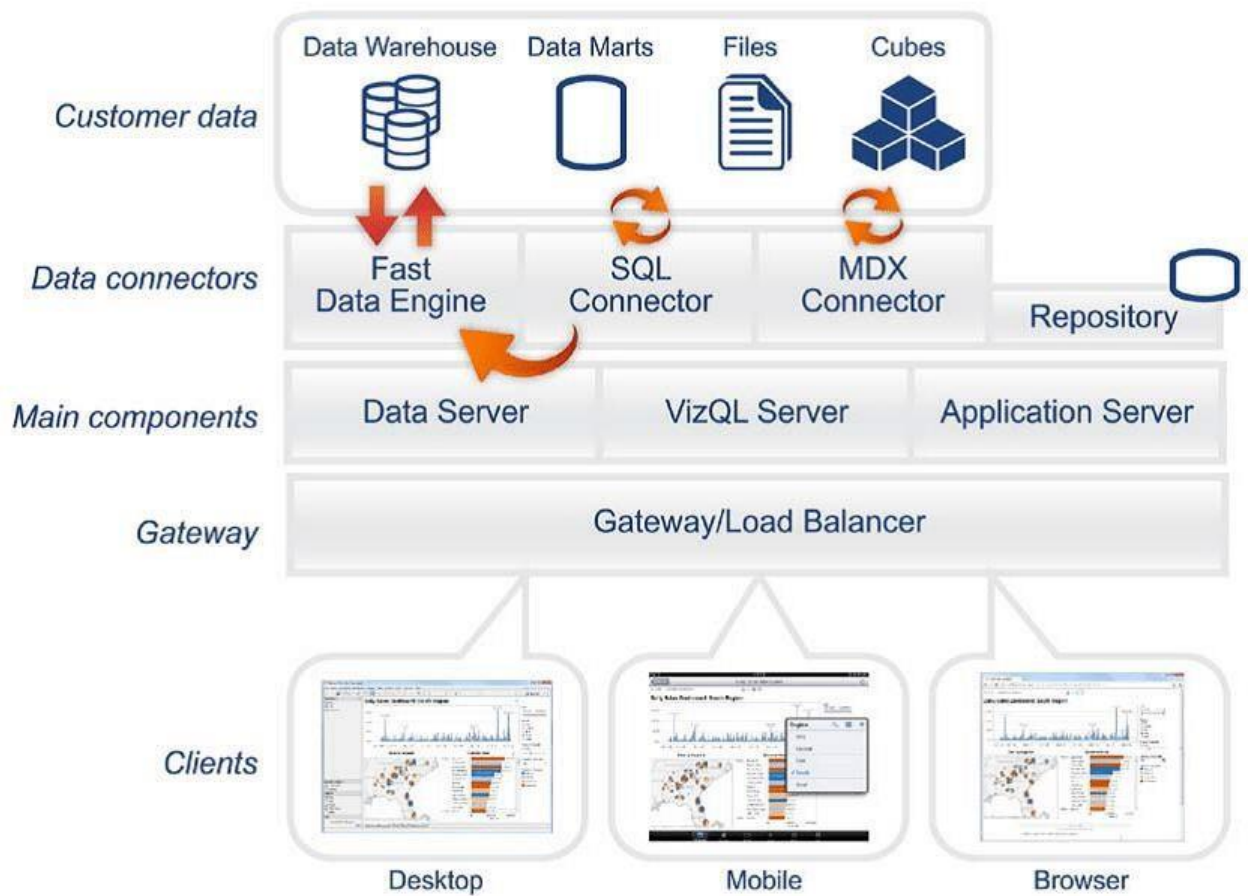 Data Warehouse
Data Marts
Files
Cubes
Customer data
Data connectors
Fast
Data Engine
SQL
Connector
MDX
Connector
Repository
Main components
Data Server
VizQL Server
Application Server
Gateway
Gateway/Load Balancer
Clients
Desktop
Mobile
Browser